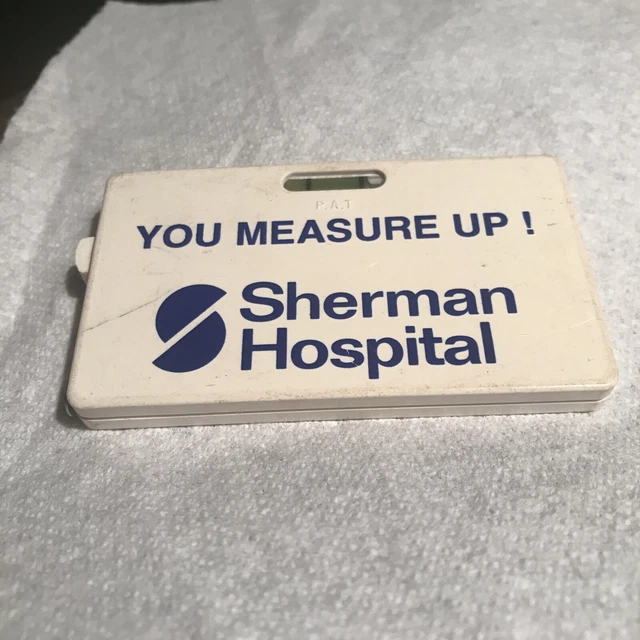 P.A.T
YOU MEASURE UP !
Sherman
Hospital